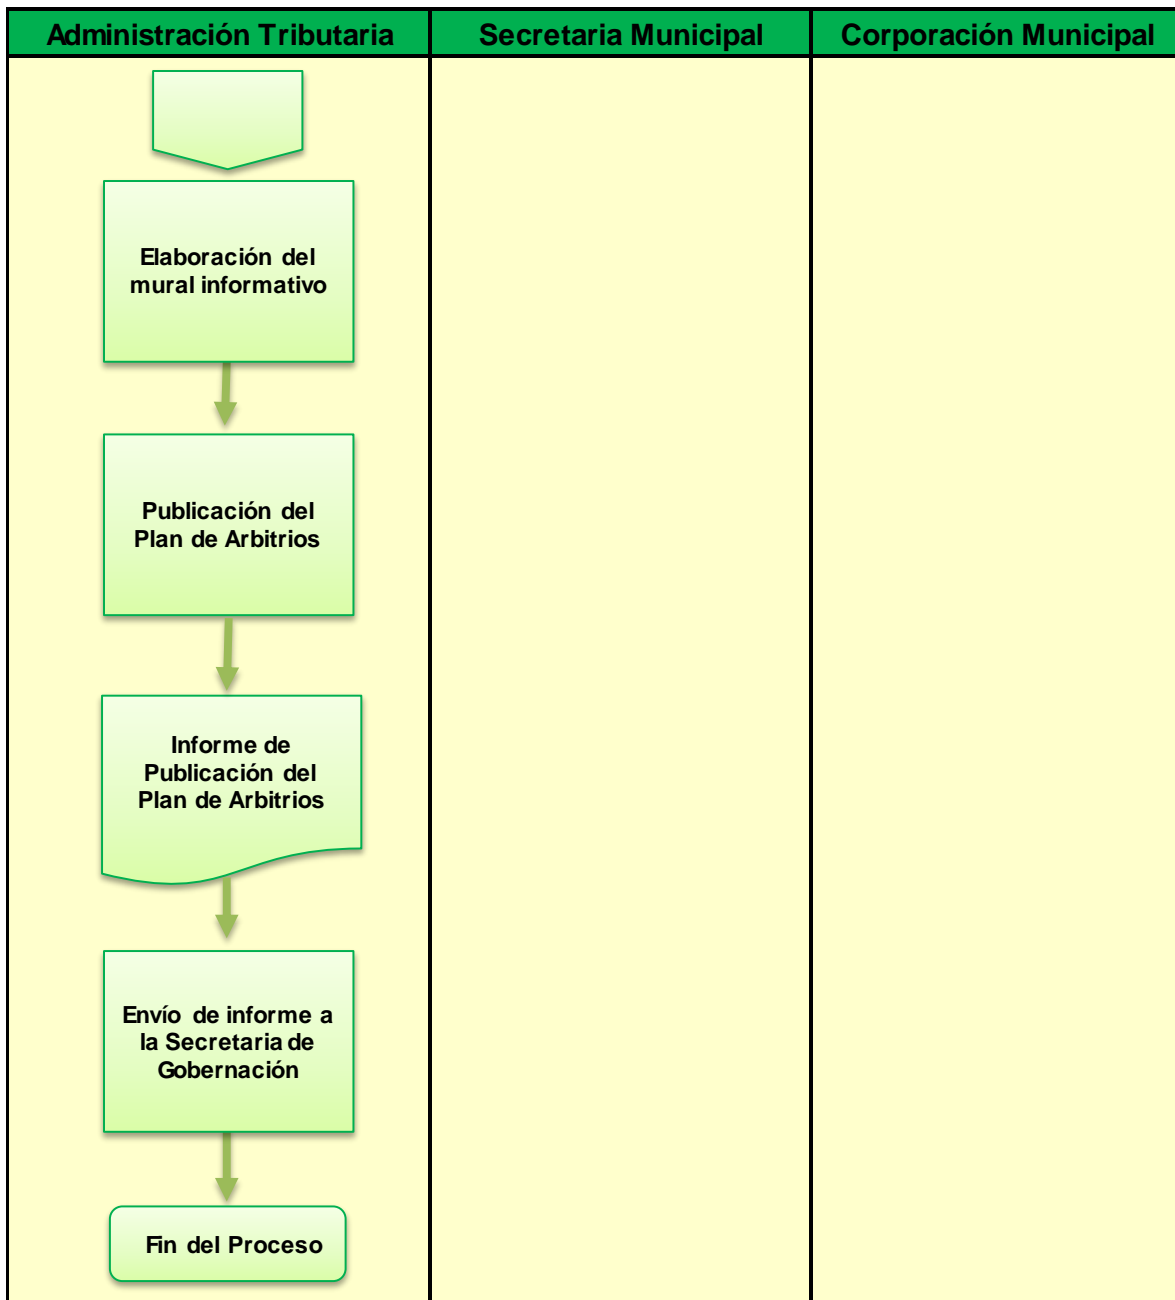 Administración Tributaria
Secretaria Municipal
Corporación Municipal
Elaboración del
mural informativo
Publicación del
Plan de Arbitrios
Informe de
Publicación del
Plan de Arbitrios
Envío de informe a
la Secretaria de
Gobernación
Fin del Proceso